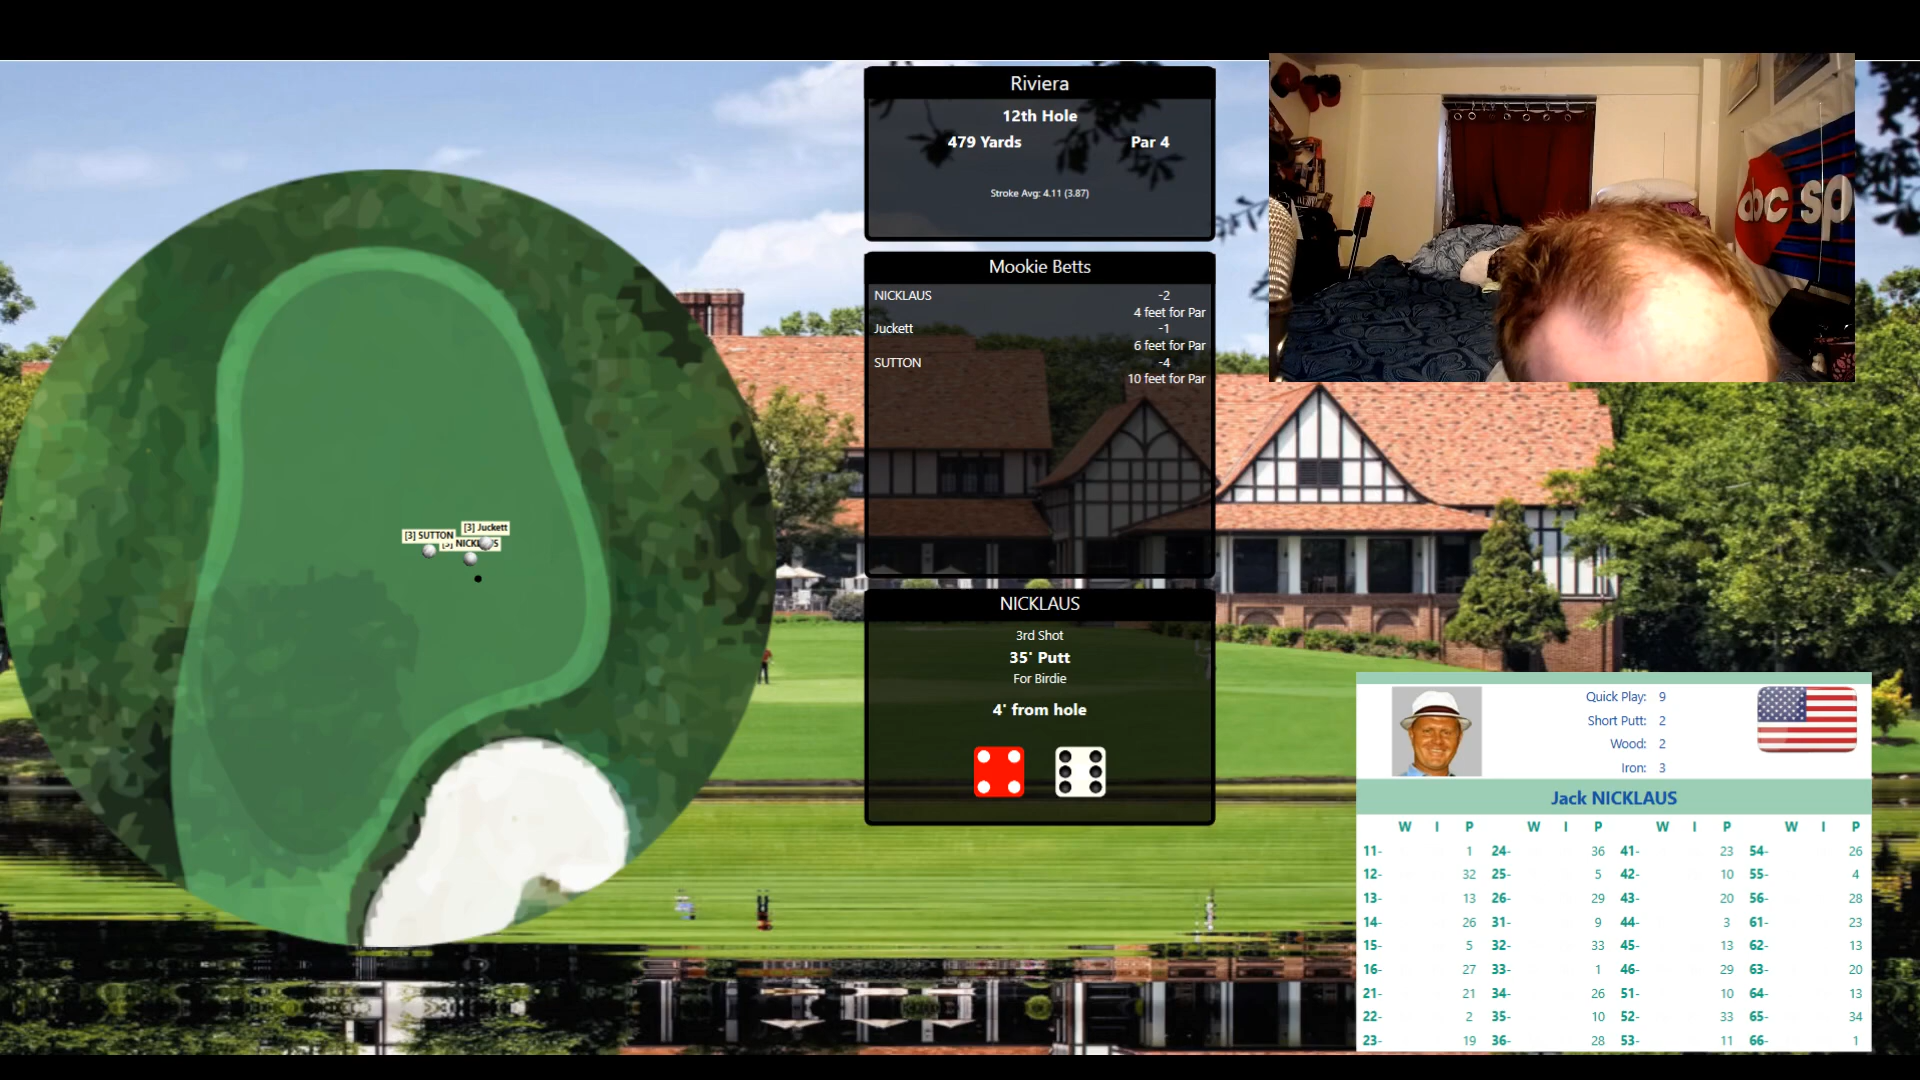 Riviera
12th Hole
479 Yards Par 4
Stroke Avg: 4.11 (3.87)
Mookie Betts
NICKLAUS -2
4 feet for Par
Juckett -1
6 feet for Par
SUTTON -4
10 feet for Par
[3] Juckett
[3] SUTTON
NICKLAUS
3rd Shot
35' Putt
For Birdie
4' from hole
abc sp
Quick Play: 9
Short Putt: 2
Wood: 2
Iron: 3
Jack NICKLAUS
W I P W I P W I P W I P
11- 1 24- 36 41- 23 54- 26
12- 32 25- 5 42- 10 55- 4
13- 13 26- 29 43- 20 56- 28
14- 26 31- 9 44- 3 61- 23
15- 5 32- 33 45- 13 62- 13
16- 27 33- 1 46- 29 63- 20
21- 21 34- 26 51- 10 64- 13
22- 2 35- 10 52- 33 65- 34
23- 19 36- 28 53- 11 66- 1